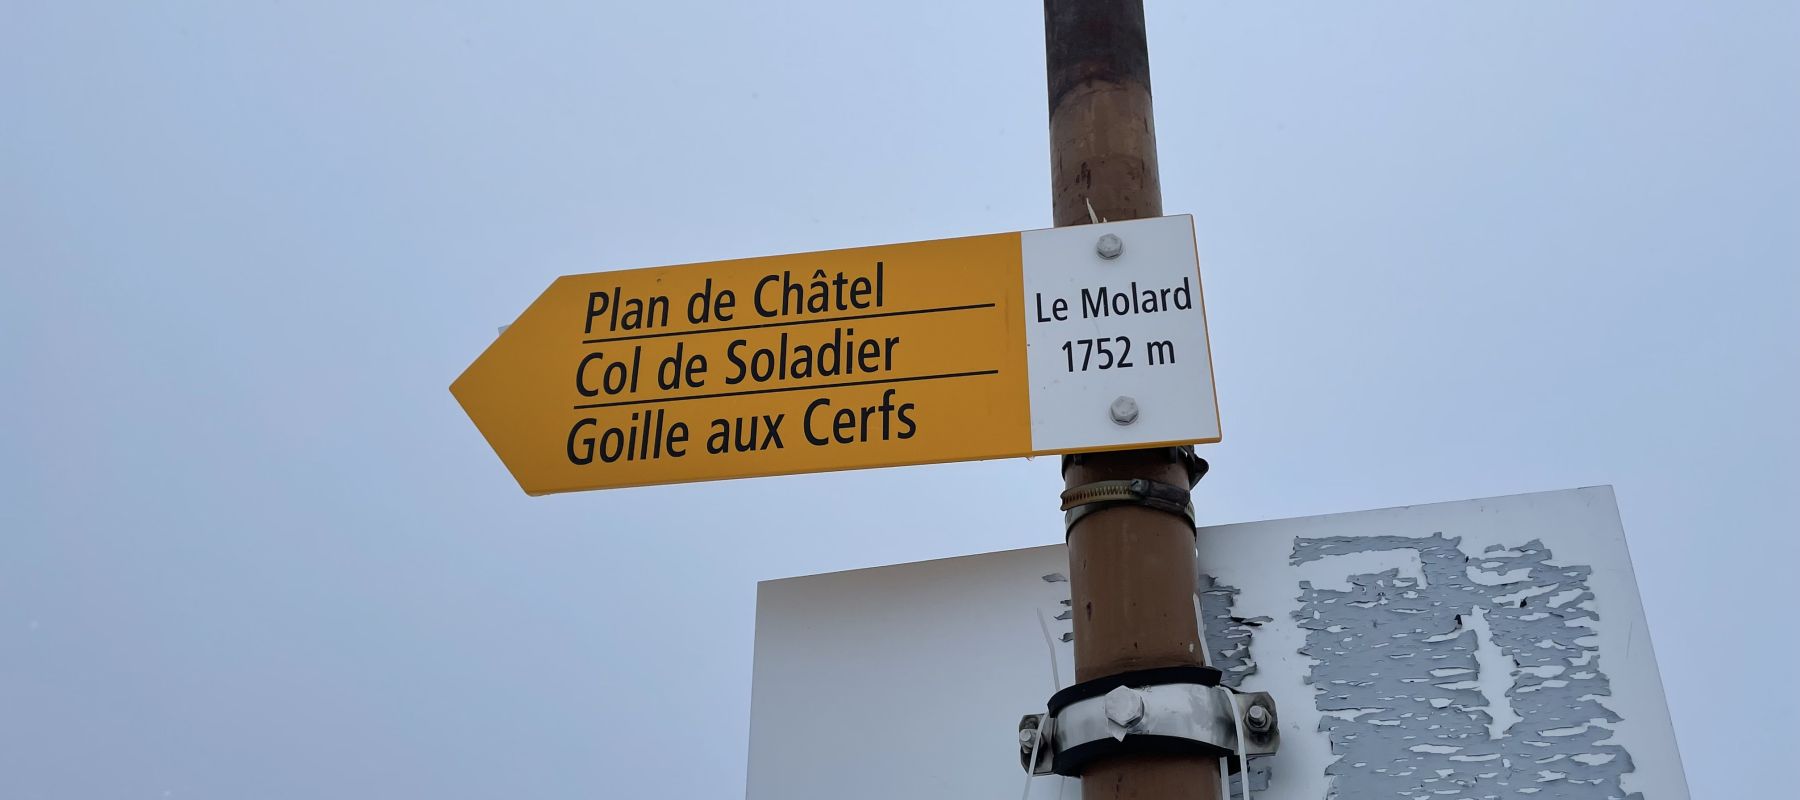 Plan de Châtel
Col de Soladier
Goille aux Cerfs
Le Molard
1752 m